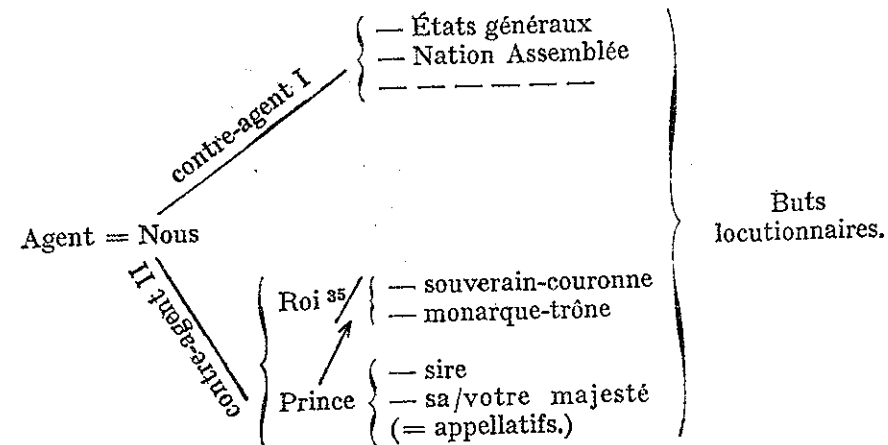 — États généraux
— Nation Assemblée
— — — — — —
contre-agent I
Agent = Nous
Buts
locutionnaires.
contre-agent II
Roi ³⁵
— souverain-couronne
— monarque-trône
Prince
— sire
— sa/votre majesté
(= appellatifs.)